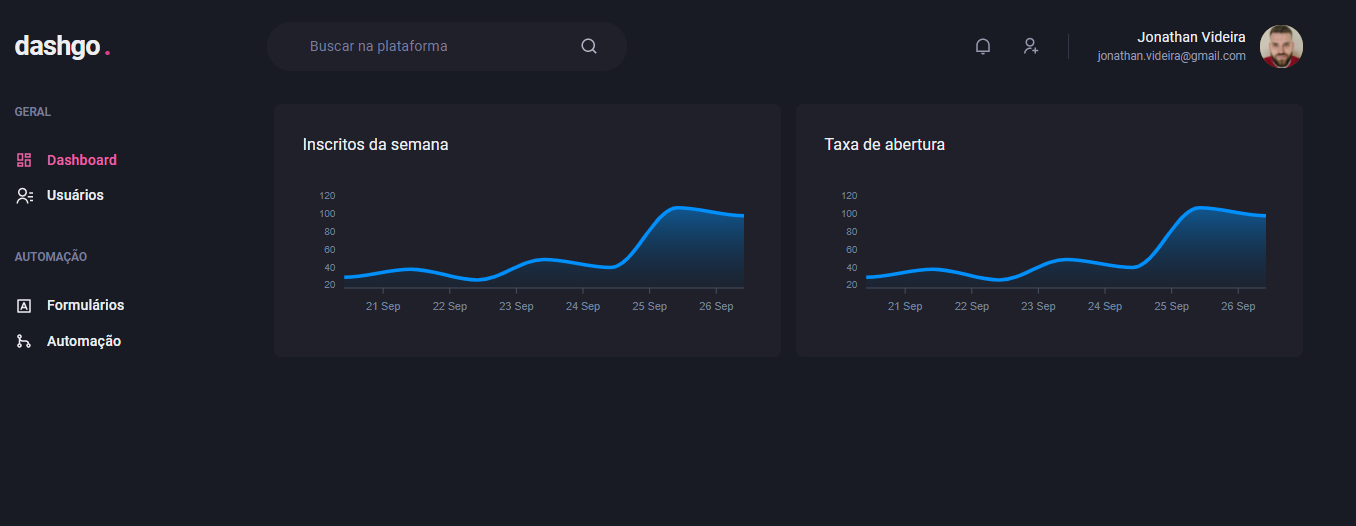 dashgo.
Buscar na plataforma
Jonathan Videira
jonathan.videira@gmail.com
GERAL
Dashboard
Usuários
AUTOMAÇÃO
Formulários
Automação
Inscritos da semana
120
100
80
60
40
20
21 Sep 22 Sep 23 Sep 24 Sep 25 Sep 26 Sep
Taxa de abertura
120
100
80
60
40
20
21 Sep 22 Sep 23 Sep 24 Sep 25 Sep 26 Sep